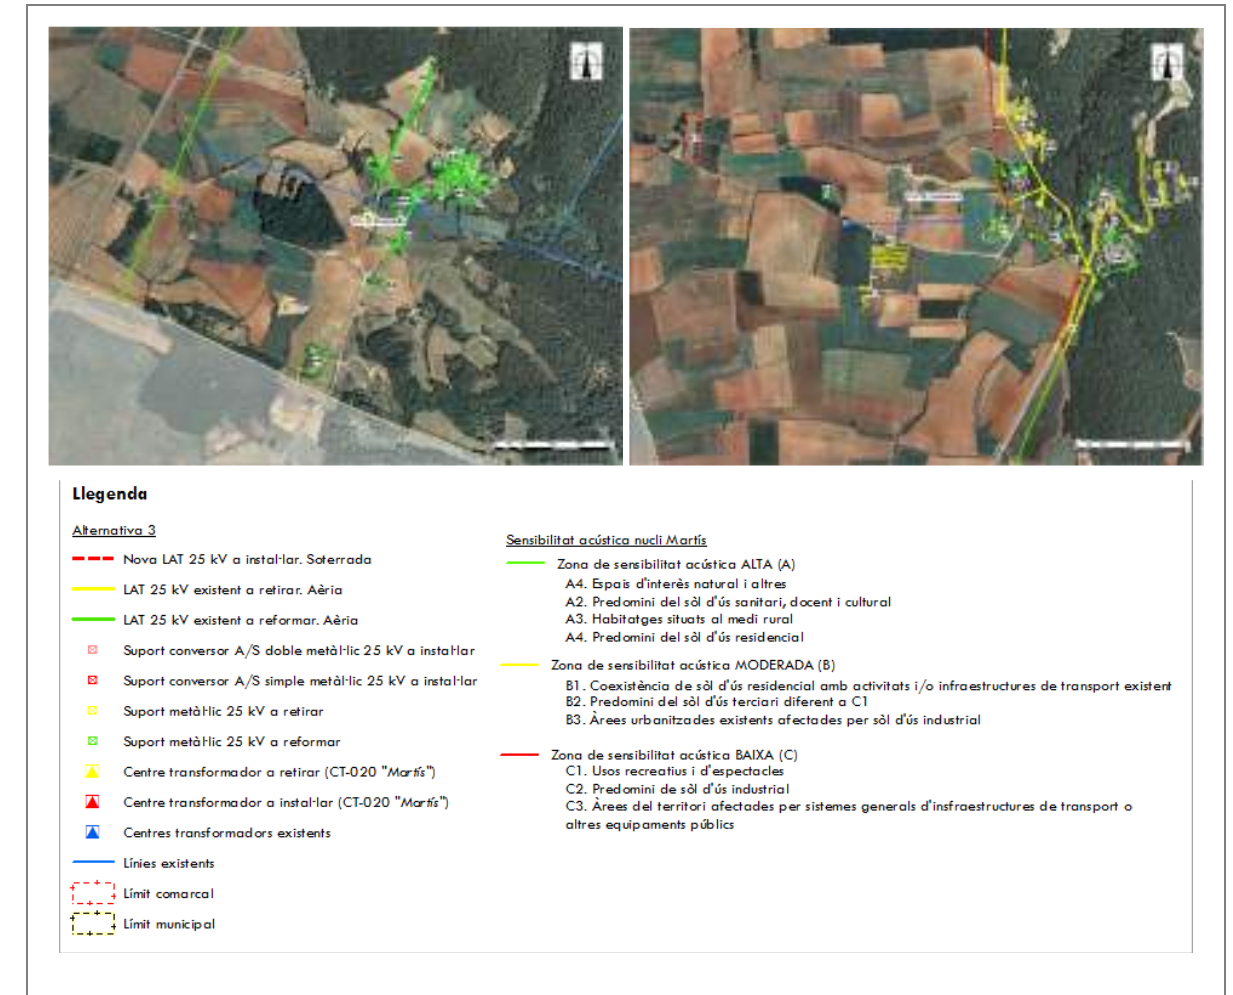 Llegenda
Alternativa 3
Nova LAT 25 kV a instal·lar. Soterrada
LAT 25 kV existent a retirar. Aèria
LAT 25 kV existent a reformar. Aèria
Suport conversor A/S doble metàl·lic 25 kV a instal·lar
Suport conversor A/S simple metàl·lic 25 kV a instal·lar
Suport metàl·lic 25 kV a retirar
Suport metàl·lic 25 kV a reformar
Centre transformador a retirar (CT-020 "Martís")
Centre transformador a instal·lar (CT-020 "Martís")
Centres transformadors existents
Línies existents
Límit comarcal
Límit municipal
Sensibilitat acústica nucli Martís
Zona de sensibilitat acústica ALTA (A)
A4. Espais d'interès natural i altres
A2. Predomini del sòl d'ús sanitari, docent i cultural
A3. Habitatges situats al medi rural
A4. Predomini del sòl d'ús residencial
Zona de sensibilitat acústica MODERADA (B)
B1. Coexistència de sòl d'ús residencial amb activitats i/o infraestructures de transport existent
B2. Predomini del sòl d'ús terciari diferent a C1
B3. Àrees urbanitzades existents afectades per sòl d'ús industrial
Zona de sensibilitat acústica BAIXA (C)
C1. Usos recreatius i d'espectacles
C2. Predomini de sòl d'ús industrial
C3. Àrees del territori afectades per sistemes generals d'insfraestructures de transport o
altres equipaments públics